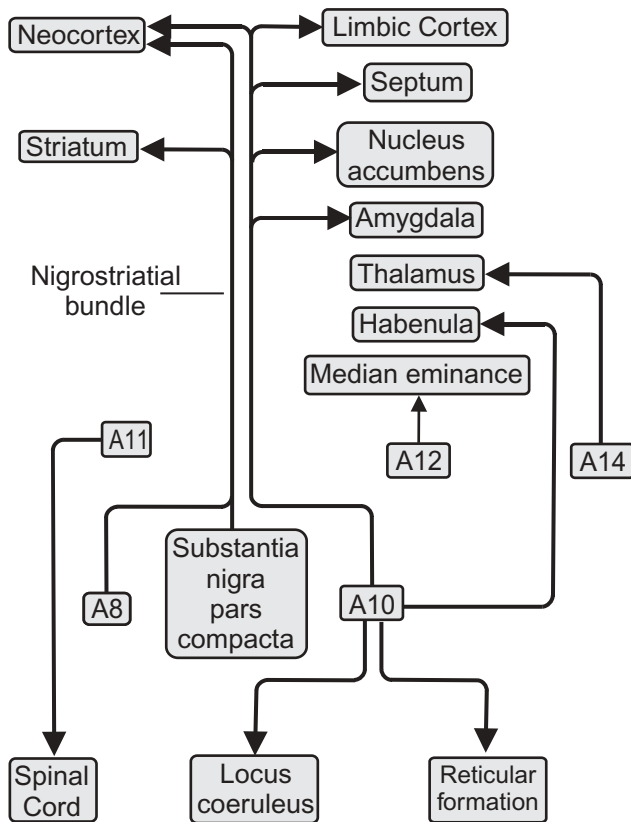 Neocortex
Limbic Cortex
Septum
Striatum
Nucleus
accumbens
Amygdala
Nigrostriatial
bundle
Thalamus
Habenula
Median eminance
A11
A12
A14
Substantia
nigra
pars
compacta
A8
A10
Spinal
Cord
Locus
coeruleus
Reticular
formation